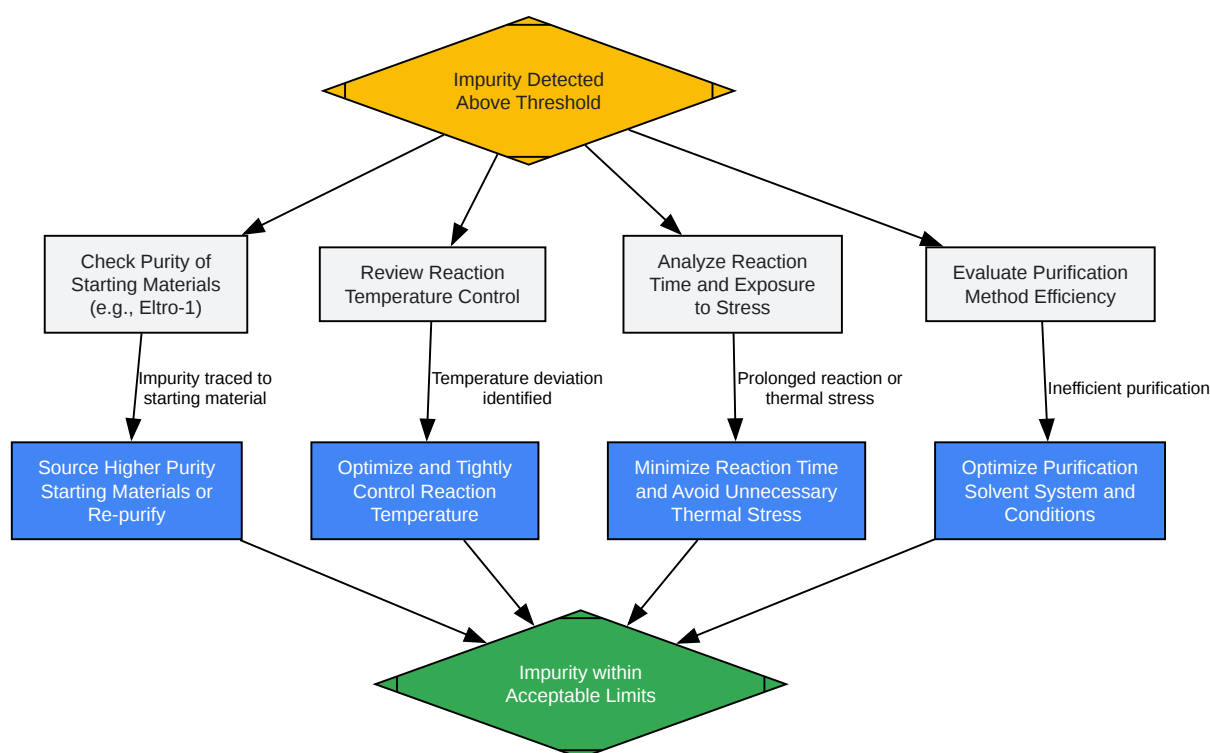 Impurity Detected
Above Threshold
Check Purity of
Starting Materials
(e.g., Eltro-1)
Review Reaction
Temperature Control
Analyze Reaction
Time and Exposure
to Stress
Evaluate Purification
Method Efficiency
Impurity traced to
starting material
Temperature deviation
identified
Prolonged reaction or
thermal stress
Inefficient purification
Source Higher Purity
Starting Materials or
Re-purify
Optimize and Tightly
Control Reaction
Temperature
Minimize Reaction Time
and Avoid Unnecessary
Thermal Stress
Optimize Purification
Solvent System and
Conditions
Impurity within
Acceptable Limits